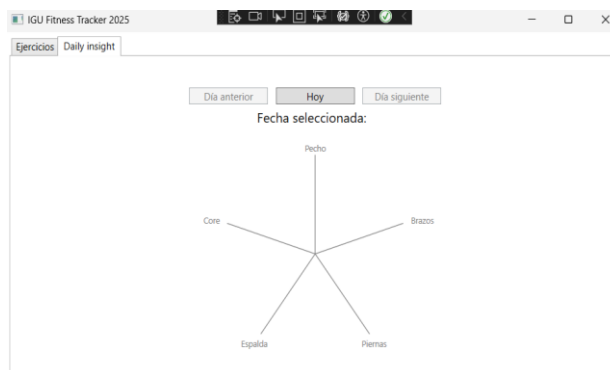 IGU Fitness Tracker 2025
Ejercicios Daily insight
Día anterior Hoy Día siguiente
Fecha seleccionada:
Pecho
Core Brazos
Espalda Piernas